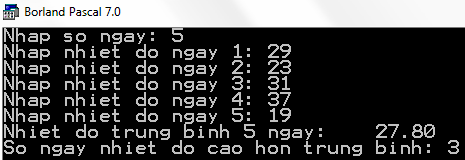 Borland Pascal 7.0
Nhap so ngay: 5
Nhap nhiet do ngay 1: 29
Nhap nhiet do ngay 2: 23
Nhap nhiet do ngay 3: 31
Nhap nhiet do ngay 4: 37
Nhap nhiet do ngay 5: 19
Nhiet do trung binh 5 ngay:     27.80
So ngay nhiet do cao hon trung binh: 3